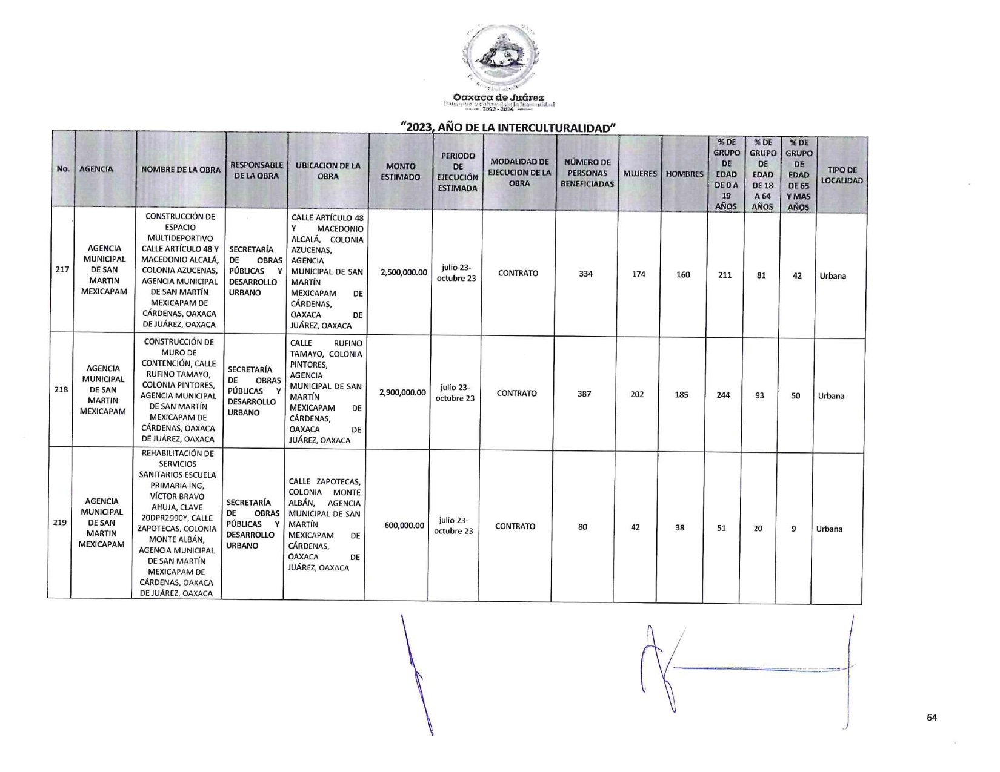 Oaxaca de Juárez
2022 - 2024
“2023, AÑO DE LA INTERCULTURALIDAD”
No.
AGENCIA
NOMBRE DE LA OBRA
RESPONSABLE
DE LA OBRA
UBICACION DE LA
OBRA
MONTO
ESTIMADO
PERIODO
DE
EJECUCIÓN
ESTIMADA
MODALIDAD DE
EJECUCION DE LA
OBRA
NÚMERO DE
PERSONAS
BENEFICIADAS
MUJERES
HOMBRES
% DE
GRUPO
DE
EDAD
DE 0 A
19
AÑOS
% DE
GRUPO
DE
EDAD
DE 18
A 64
AÑOS
% DE
GRUPO
DE
EDAD
DE 65
Y MAS
AÑOS
TIPO DE
LOCALIDAD
217
AGENCIA
MUNICIPAL
DE SAN
MARTIN
MEXICAPAM
CONSTRUCCIÓN DE
ESPACIO
MULTIDEPORTIVO
CALLE ARTÍCULO 48 Y
MACEDONIO ALCALÁ,
COLONIA AZUCENAS,
AGENCIA MUNICIPAL
DE SAN MARTÍN
MEXICAPAM DE
CÁRDENAS, OAXACA
DE JUÁREZ, OAXACA
SECRETARÍA
DE OBRAS
PÚBLICAS Y
DESARROLLO
URBANO
CALLE ARTÍCULO 48
Y MACEDONIO
ALCALÁ, COLONIA
AZUCENAS,
AGENCIA
MUNICIPAL DE SAN
MARTÍN
MEXICAPAM DE
CÁRDENAS,
OAXACA DE
JUÁREZ, OAXACA
2,500,000.00
julio 23-
octubre 23
CONTRATO
334
174
160
211
81
42
Urbana
218
AGENCIA
MUNICIPAL
DE SAN
MARTIN
MEXICAPAM
CONSTRUCCIÓN DE
MURO DE
CONTENCIÓN, CALLE
RUFINO TAMAYO,
COLONIA PINTORES,
AGENCIA MUNICIPAL
DE SAN MARTÍN
MEXICAPAM DE
CÁRDENAS, OAXACA
DE JUÁREZ, OAXACA
SECRETARÍA
DE OBRAS
PÚBLICAS Y
DESARROLLO
URBANO
CALLE RUFINO
TAMAYO, COLONIA
PINTORES,
AGENCIA
MUNICIPAL DE SAN
MARTÍN
MEXICAPAM DE
CÁRDENAS,
OAXACA DE
JUÁREZ, OAXACA
2,900,000.00
julio 23-
octubre 23
CONTRATO
387
202
185
244
93
50
Urbana
219
AGENCIA
MUNICIPAL
DE SAN
MARTIN
MEXICAPAM
REHABILITACIÓN DE
SERVICIOS
SANITARIOS ESCUELA
PRIMARIA ING,
VÍCTOR BRAVO
AHUJA, CLAVE
20DPR2990Y, CALLE
ZAPOTECAS, COLONIA
MONTE ALBÁN,
AGENCIA MUNICIPAL
DE SAN MARTÍN
MEXICAPAM DE
CÁRDENAS, OAXACA
DE JUÁREZ, OAXACA
SECRETARÍA
DE OBRAS
PÚBLICAS Y
DESARROLLO
URBANO
CALLE ZAPOTECAS,
COLONIA MONTE
ALBÁN, AGENCIA
MUNICIPAL DE SAN
MARTÍN
MEXICAPAM DE
CÁRDENAS,
OAXACA DE
JUÁREZ, OAXACA
600,000.00
julio 23-
octubre 23
CONTRATO
80
42
38
51
20
9
Urbana
64